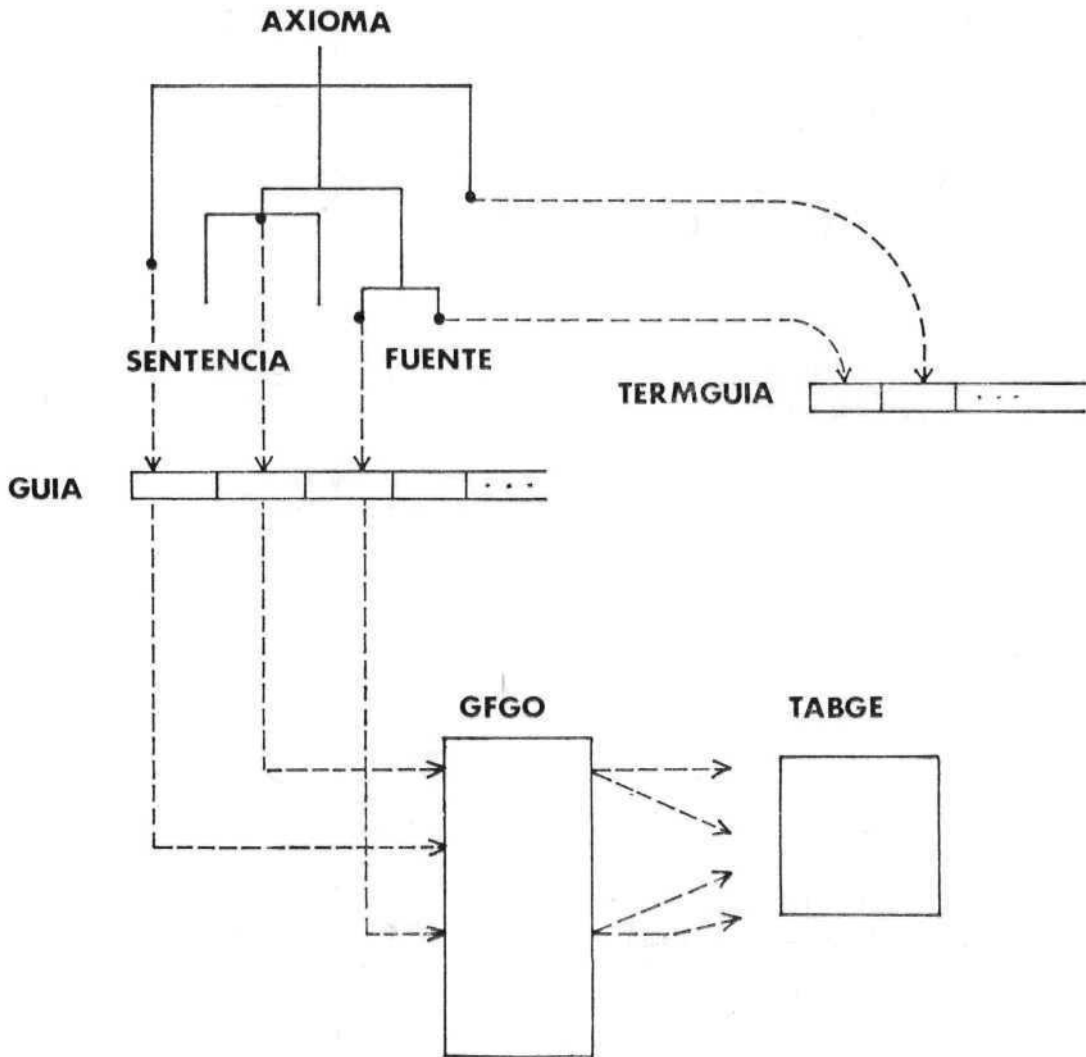 AXIOMA
SENTENCIA FUENTE
TERMGUIA
...
GUIA
...
GFGO TABGE